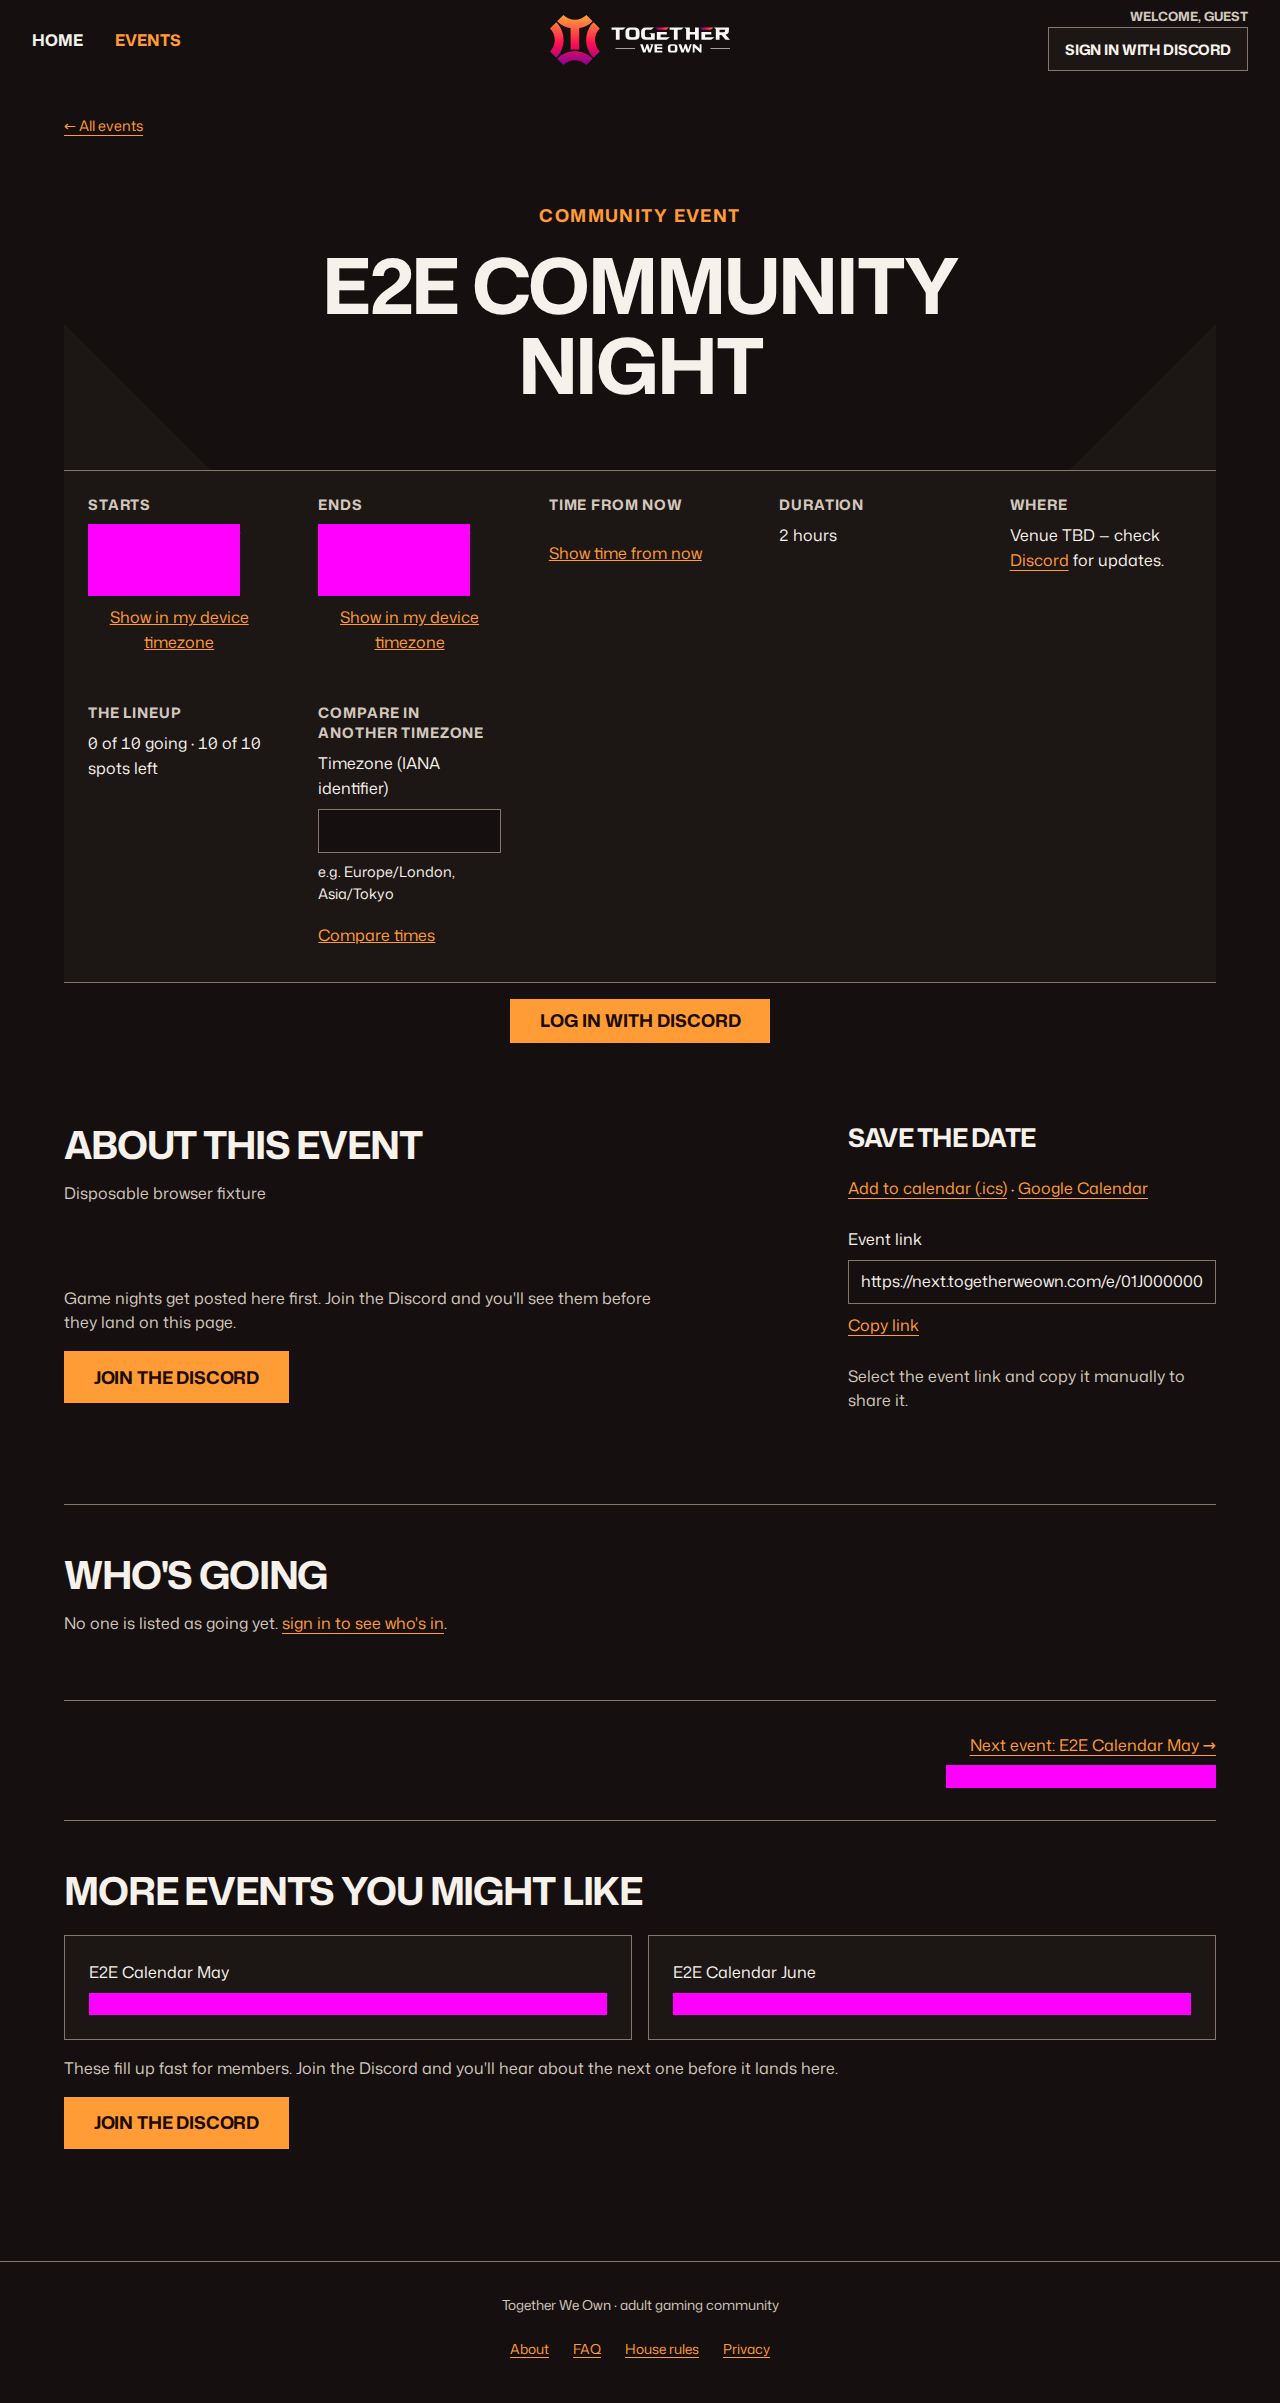 HOME EVENTS
TOGETHER
WE OWN
WELCOME, GUEST
SIGN IN WITH DISCORD
← All events
COMMUNITY EVENT
E2E COMMUNITY
NIGHT
STARTS
Show in my device
timezone
ENDS
Show in my device
timezone
TIME FROM NOW
Show time from now
DURATION
2 hours
WHERE
Venue TBD – check
Discord for updates.
THE LINEUP
0 of 10 going · 10 of 10
spots left
COMPARE IN
ANOTHER TIMEZONE
Timezone (IANA
identifier)
e.g. Europe/London,
Asia/Tokyo
Compare times
LOG IN WITH DISCORD
ABOUT THIS EVENT
Disposable browser fixture
Game nights get posted here first. Join the Discord and you'll see them before
they land on this page.
JOIN THE DISCORD
SAVE THE DATE
Add to calendar (.ics) · Google Calendar
Event link
https://next.togetherweown.com/e/01J000000
Copy link
Select the event link and copy it manually to
share it.
WHO'S GOING
No one is listed as going yet. sign in to see who's in.
Next event: E2E Calendar May →
MORE EVENTS YOU MIGHT LIKE
E2E Calendar May
E2E Calendar June
These fill up fast for members. Join the Discord and you'll hear about the next one before it lands here.
JOIN THE DISCORD
Together We Own · adult gaming community
About FAQ House rules Privacy